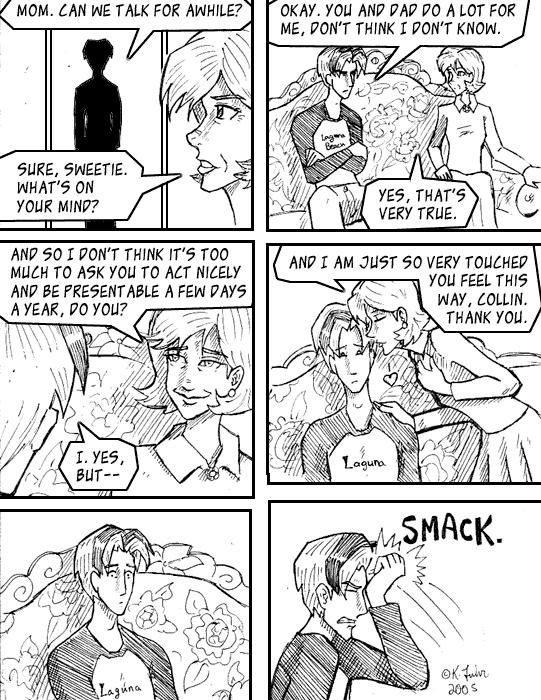 MOM. CAN WE TALK FOR AWHILE?
SURE, SWEETIE.
WHAT'S ON
YOUR MIND?
OKAY. YOU AND DAD DO A LOT FOR
ME, DON'T THINK I DON'T KNOW.
Laguna
Beach
YES, THAT'S
VERY TRUE.
AND SO I DON'T THINK IT'S TOO
MUCH TO ASK YOU TO ACT NICELY
AND BE PRESENTABLE A FEW DAYS
A YEAR, DO YOU?
I. YES,
BUT--
AND I AM JUST SO VERY TOUCHED
YOU FEEL THIS
WAY, COLLIN.
THANK YOU.
Laguna
Laguna
SMACK.
©K.
2005